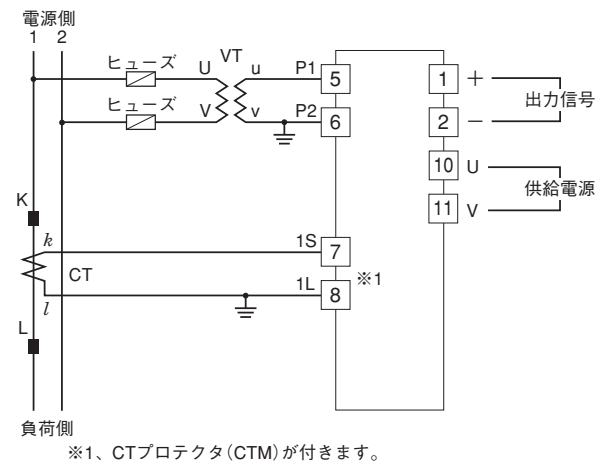 電源側
1 2
ヒューズ
U
VT
u
P1
5
1
+
出力信号
ヒューズ
V
v
P2
6
2
−
10
U
供給電源
11
V
K
k
1S
7
CT
※1
l
1L
8
L
負荷側
※1、CTプロテクタ(CTM)が付きます。